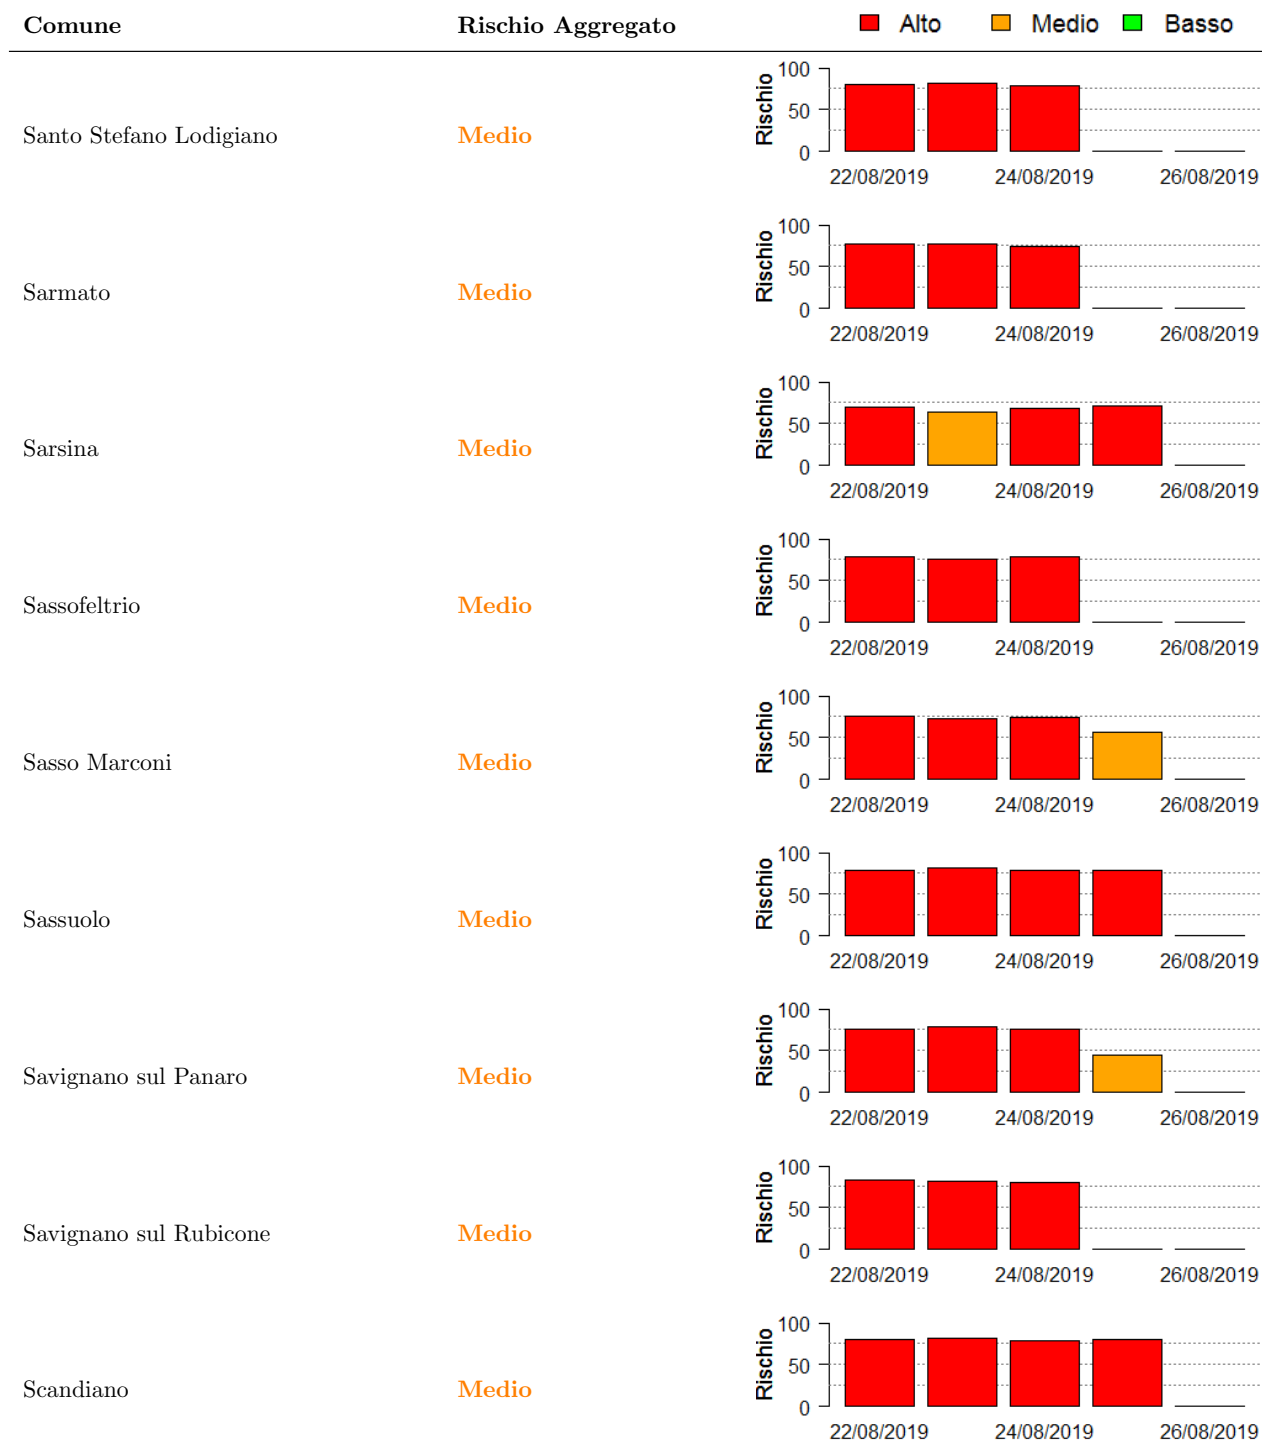 Comune Rischio Aggregato Alto Medio Basso
100
50
0
Rischio
Santo Stefano Lodigiano Medio
22/08/2019 24/08/2019 26/08/2019
100
50
0
Rischio
Sarmato Medio
22/08/2019 24/08/2019 26/08/2019
100
50
0
Rischio
Sarsina Medio
22/08/2019 24/08/2019 26/08/2019
100
50
0
Rischio
Sassofeltrio Medio
22/08/2019 24/08/2019 26/08/2019
100
50
0
Rischio
Sasso Marconi Medio
22/08/2019 24/08/2019 26/08/2019
100
50
0
Rischio
Sassuolo Medio
22/08/2019 24/08/2019 26/08/2019
100
50
0
Rischio
Savignano sul Panaro Medio
22/08/2019 24/08/2019 26/08/2019
100
50
0
Rischio
Savignano sul Rubicone Medio
22/08/2019 24/08/2019 26/08/2019
100
50
0
Rischio
Scandiano Medio
22/08/2019 24/08/2019 26/08/2019